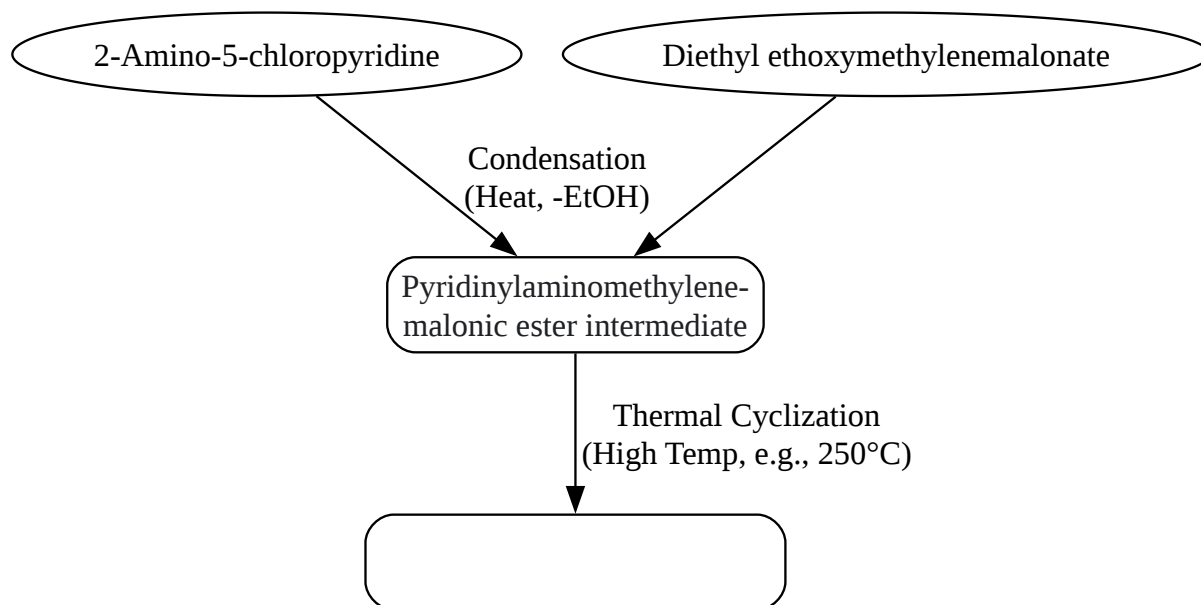 2-Amino-5-chloropyridine
Diethyl ethoxymethylenemalonate
Condensation
(Heat, -EtOH)
Pyridinylaminomethylene-
malonic ester intermediate
Thermal Cyclization
(High Temp, e.g., 250°C)